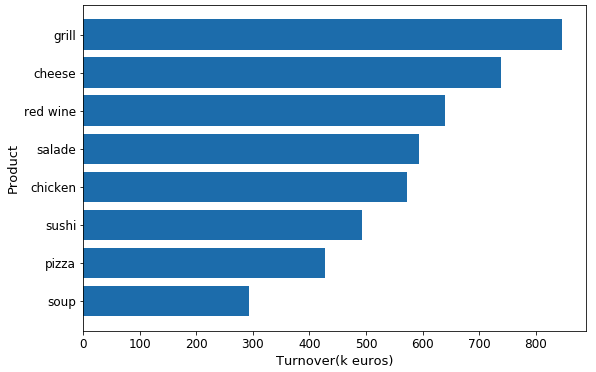 grill
cheese
red wine
salade
chicken
sushi
pizza
soup
Product
0 100 200 300 400 500 600 700 800
Turnover(k euros)